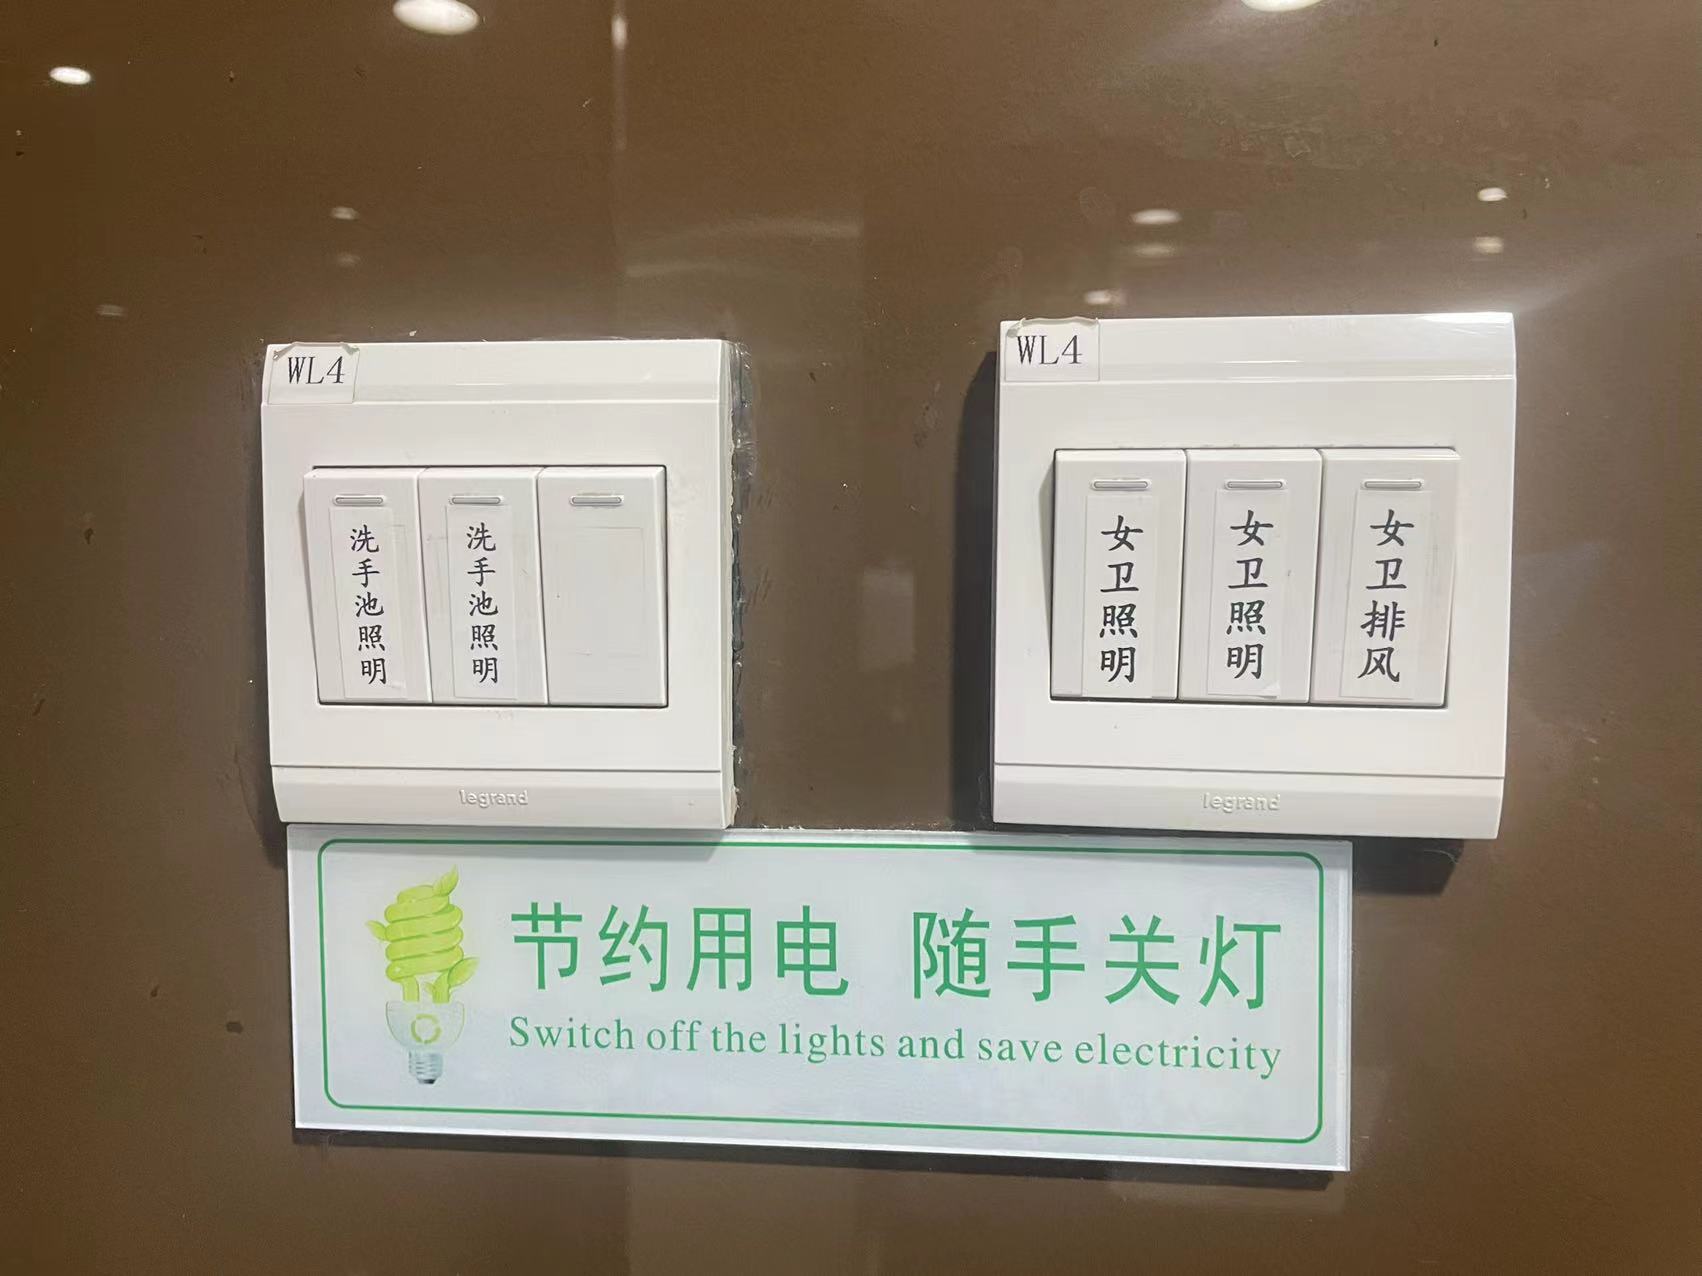 WL4
洗手池照明
洗手池照明
legrand
WL4
女卫照明
女卫照明
女卫排风
legrand
节约用电 随手关灯
Switch off the lights and save electricity